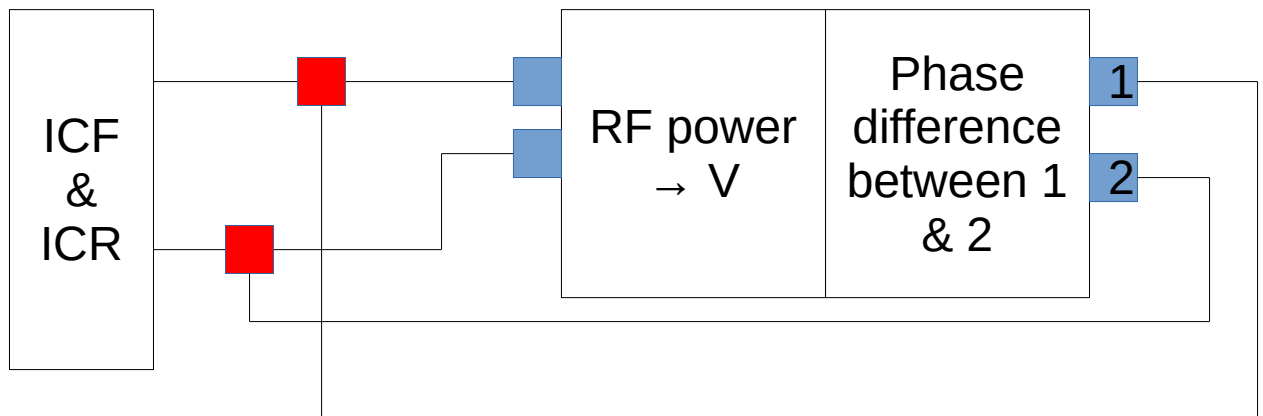 ICF
&
ICR
RF power
→ V
Phase
difference
between 1
& 2
1
2